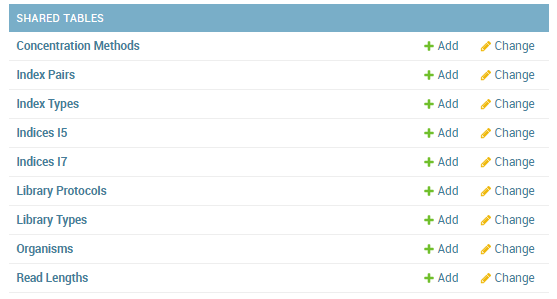 SHARED TABLES
Concentration Methods Add Change
Index Pairs Add Change
Index Types Add Change
Indices I5 Add Change
Indices I7 Add Change
Library Protocols Add Change
Library Types Add Change
Organisms Add Change
Read Lengths Add Change